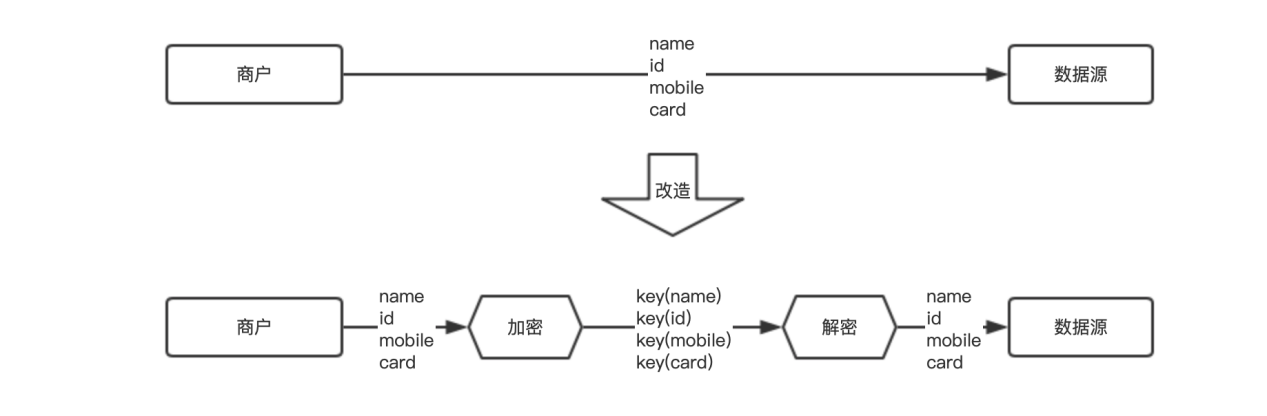 商户
name
id
mobile
card
数据源
改造
商户
name
id
mobile
card
加密
key(name)
key(id)
key(mobile)
key(card)
解密
name
id
mobile
card
数据源